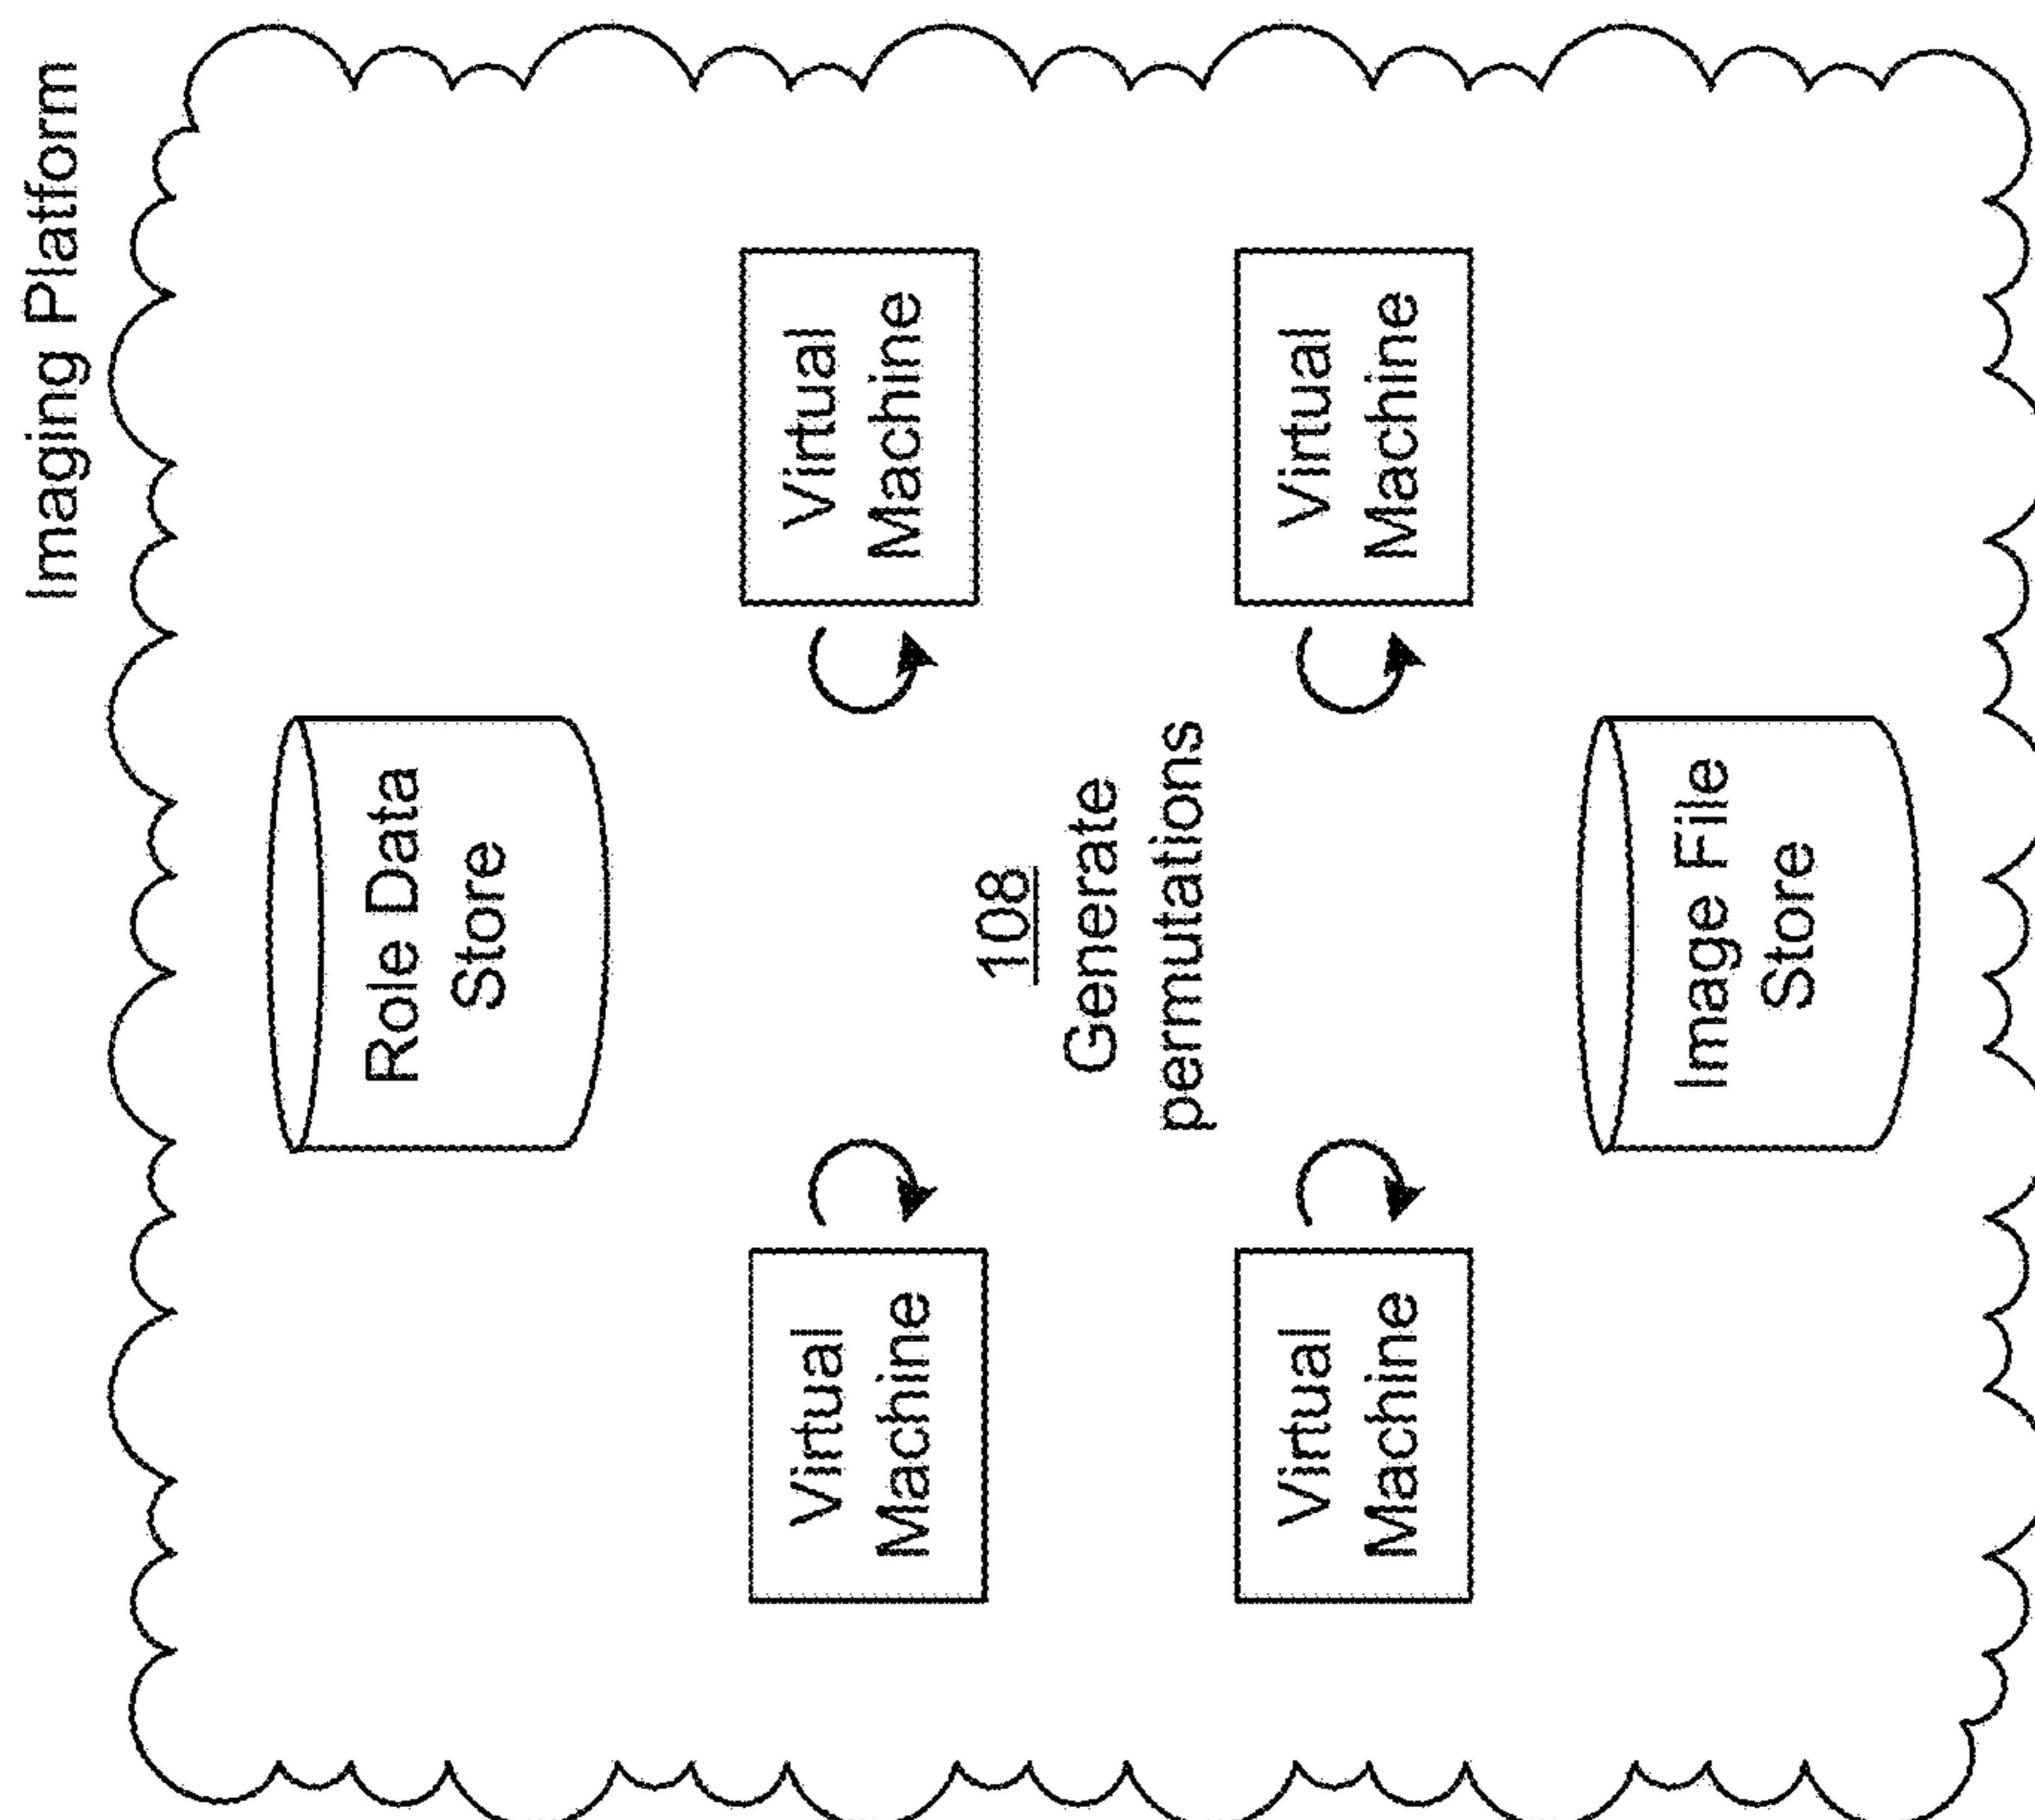 Imaging Platform
Role Data
Store
Virtual
Machine
Virtual
Machine
108
Generate
permutations
Virtual
Machine
Virtual
Machine
Image File
Store